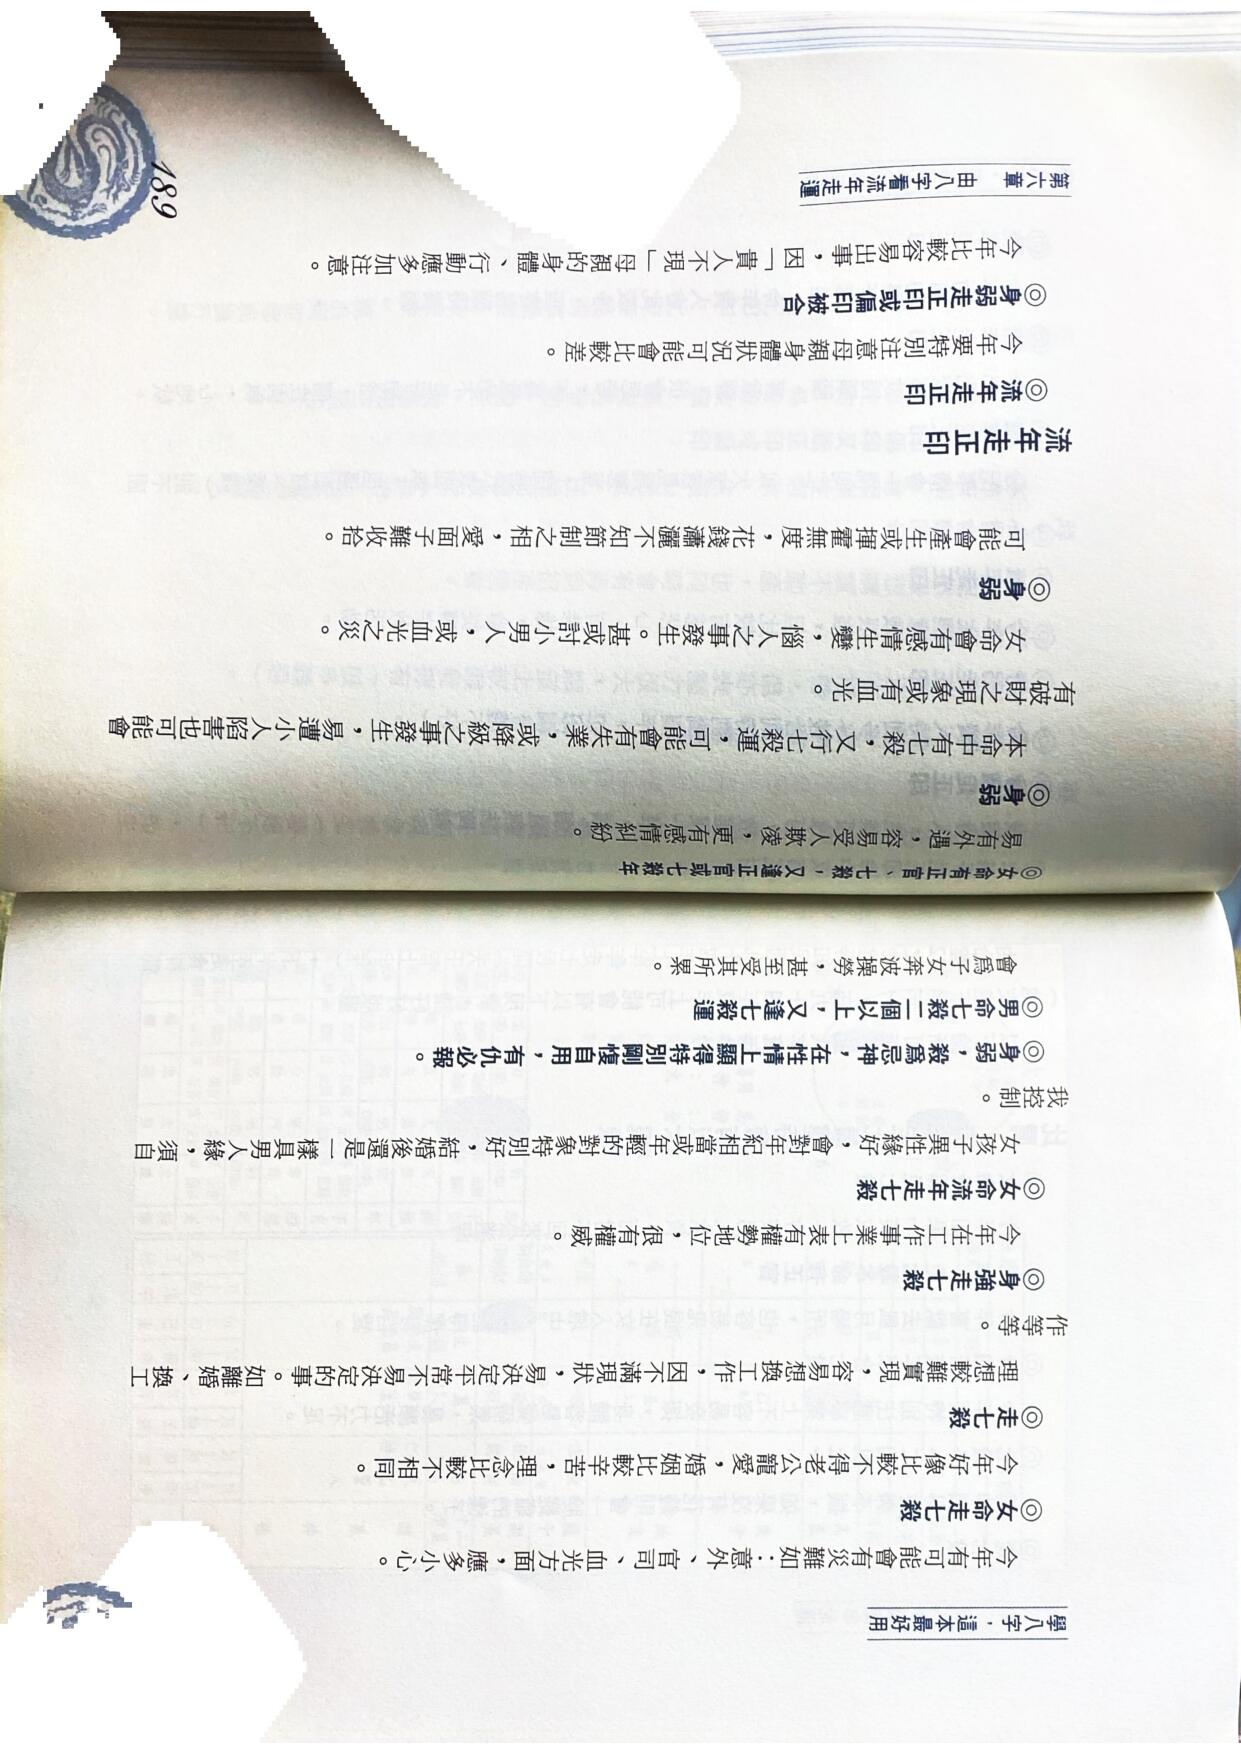 學八字，這本最好用
今年有可能會有災難如：意外、官司、血光方面，應多小心。
◎女命走七殺
今年好像比較不得老公寵愛，婚姻比較辛苦，理念比較不相同。
◎走七殺
理想較難實現，容易想換工作，因不滿現狀，易決定平常不易決定的事。如離婚、換工
作等等。
◎身強走七殺
今年在工作事業上表有權勢地位，很有權威。
◎女命流年走七殺
女孩子異性緣好，會對年紀相當或年輕的對象特別好，結婚後還是一樣具男人緣，須自
我控制。
◎身弱，殺爲忌神，在性情上顯得特別剛愎自用，有仇必報。
◎男命七殺二個以上，又逢七殺運
會爲子女奔波操勞，甚至受其所累。
◎女命有正官、七殺，又逢正官或七殺年
易有外遇，容易受人欺凌，更有感情糾紛。
◎身弱
本命中有七殺，又行七殺運，可能會有失業，或降級之事發生，易遭小人陷害也可能會
有破財之現象或有血光。
女命會有感情生變，惱人之事發生。甚或討小男人，或血光之災。
◎身弱
可能會產生或揮霍無度，花錢瀟灑不知節制之相，愛面子難收拾。
流年走正印
◎流年走正印
今年要特別注意母親身體狀況可能會比較差。
◎身弱走正印或偏印被合
今年比較容易出事，因「貴人不現」母親的身體、行動應多加注意。
第六章　由八字看流年走運
189